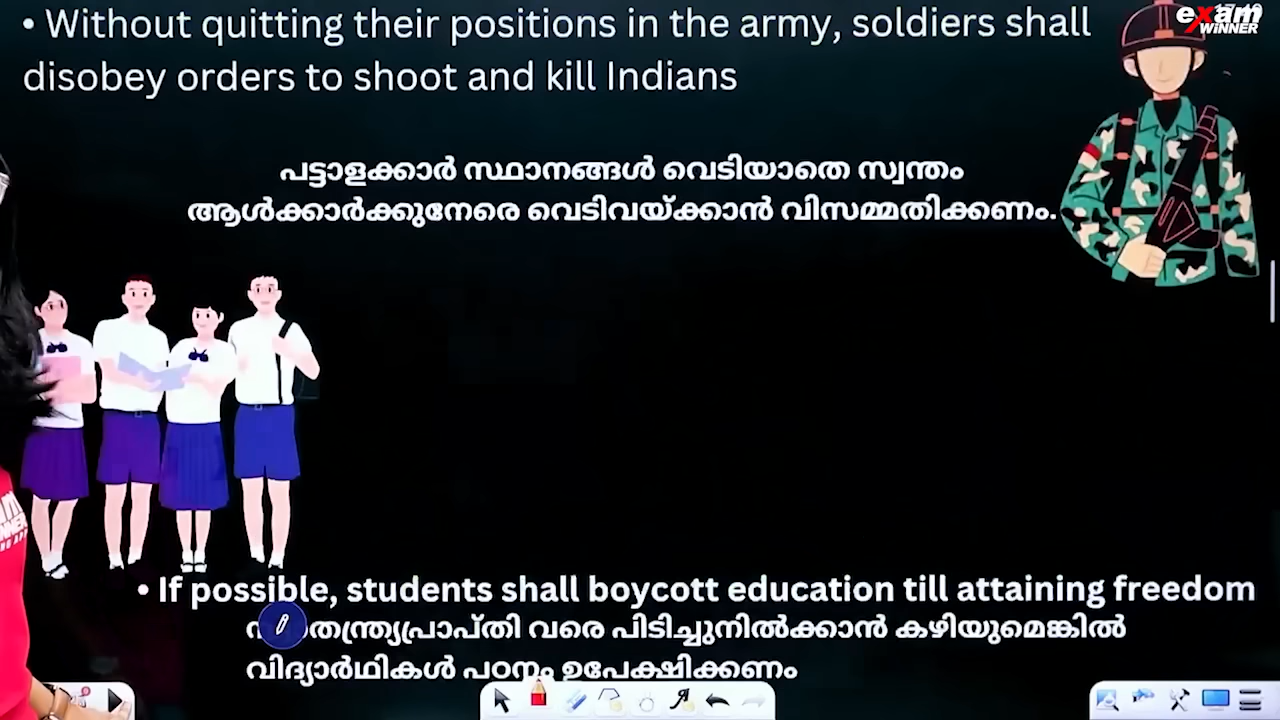 exam
WINNER
• Without quitting their positions in the army, soldiers shall
disobey orders to shoot and kill Indians
പട്ടാളക്കാർ സ്ഥാനങ്ങൾ വെടിയാതെ സ്വന്തം
ആൾക്കാർക്കുനേരെ വെടിവയ്ക്കാൻ വിസമ്മതിക്കണം.
• If possible, students shall boycott education till attaining freedom
വരെ പിടിച്ചുനിൽക്കാൻ കഴിയുമെങ്കിൽ
വിദ്യാർഥികൾ പഠനം ഉപേക്ഷിക്കണം